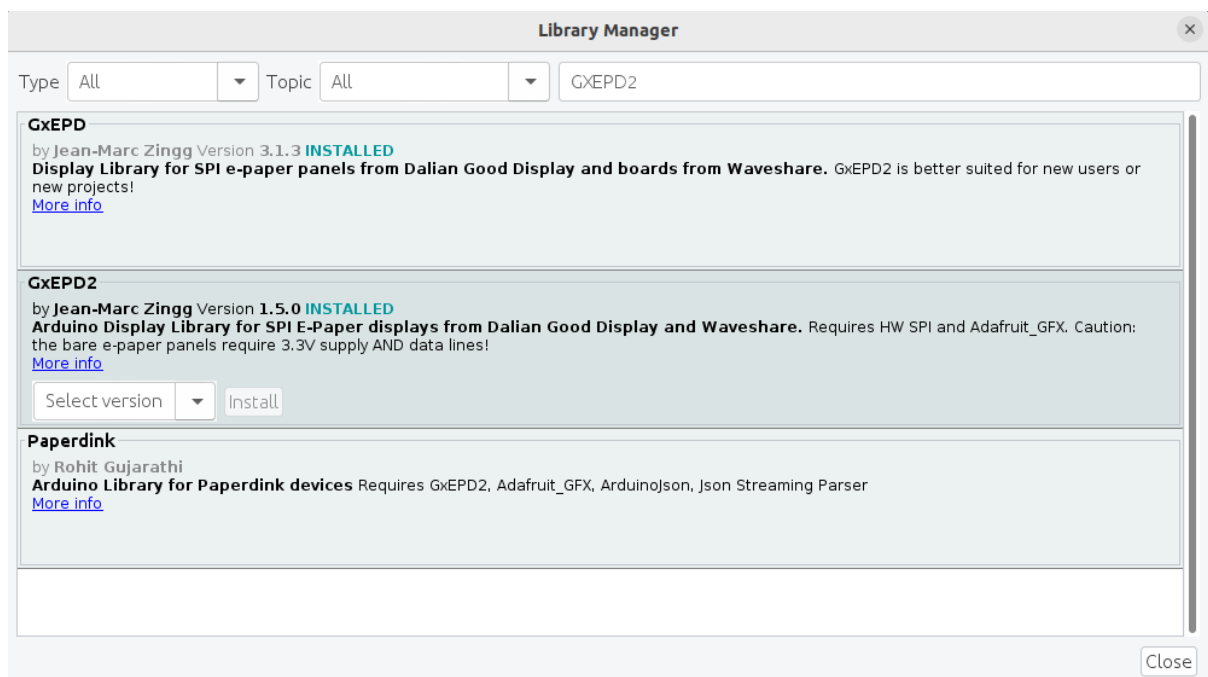 Library Manager
Type All Topic All GXEPD2
GxEPD
by Jean-Marc Zingg Version 3.1.3 INSTALLED
Display Library for SPI e-paper panels from Dalian Good Display and boards from Waveshare. GxEPD2 is better suited for new users or
new projects!
More info
GxEPD2
by Jean-Marc Zingg Version 1.5.0 INSTALLED
Arduino Display Library for SPI E-Paper displays from Dalian Good Display and Waveshare. Requires HW SPI and Adafruit_GFX. Caution:
the bare e-paper panels require 3.3V supply AND data lines!
More info
Select version Install
Paperdink
by Rohit Gujarathi
Arduino Library for Paperdink devices Requires GxEPD2, Adafruit_GFX, ArduinoJson, Json Streaming Parser
More info
Close